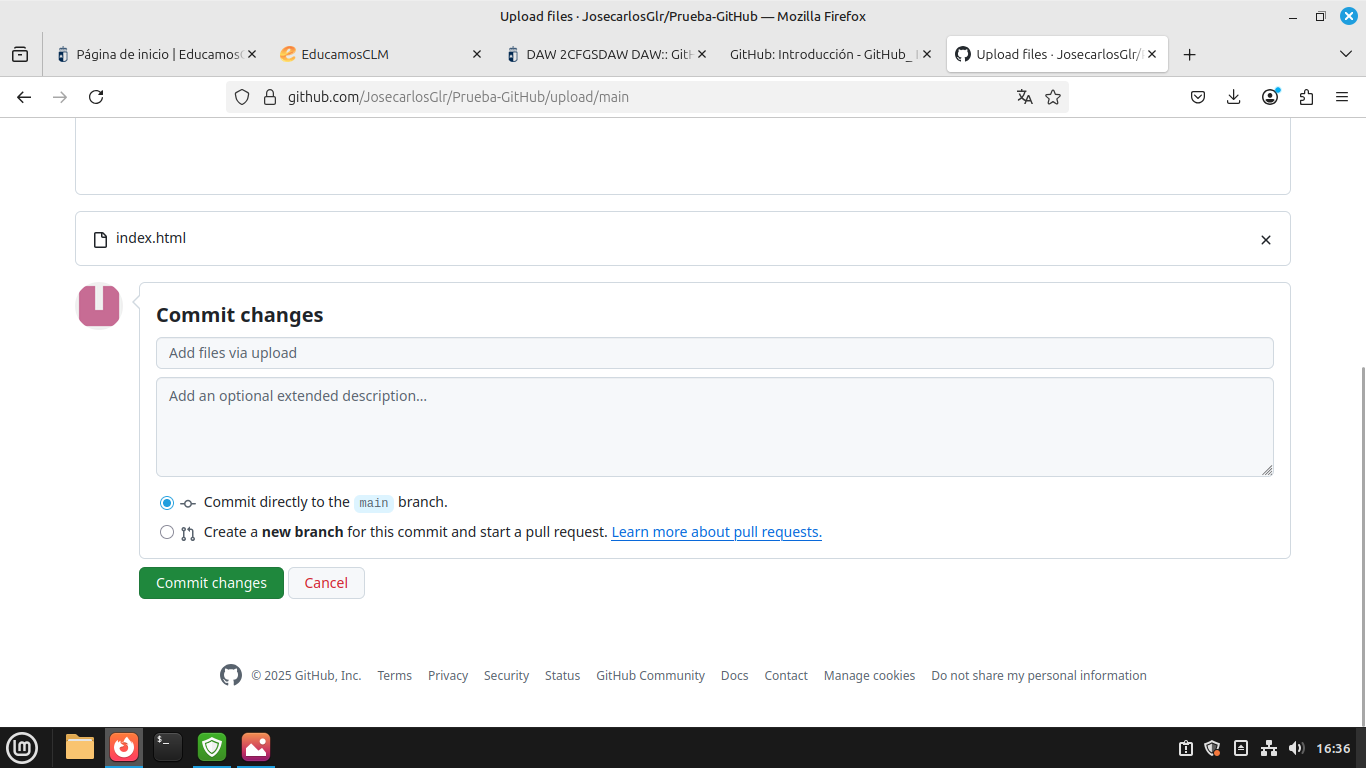 Upload files · JosecarlosGlr/Prueba-GitHub — Mozilla Firefox
Página de inicio | Educamos
EducamosCLM
DAW 2CFGSDAW DAW:: Git
GitHub: Introducción - GitHub_
Upload files · JosecarlosGlr/
github.com/JosecarlosGlr/Prueba-GitHub/upload/main
index.html
Commit changes
Add files via upload
Add an optional extended description...
Commit directly to the main branch.
Create a new branch for this commit and start a pull request. Learn more about pull requests.
Commit changes Cancel
© 2025 GitHub, Inc. Terms Privacy Security Status GitHub Community Docs Contact Manage cookies Do not share my personal information
16:36